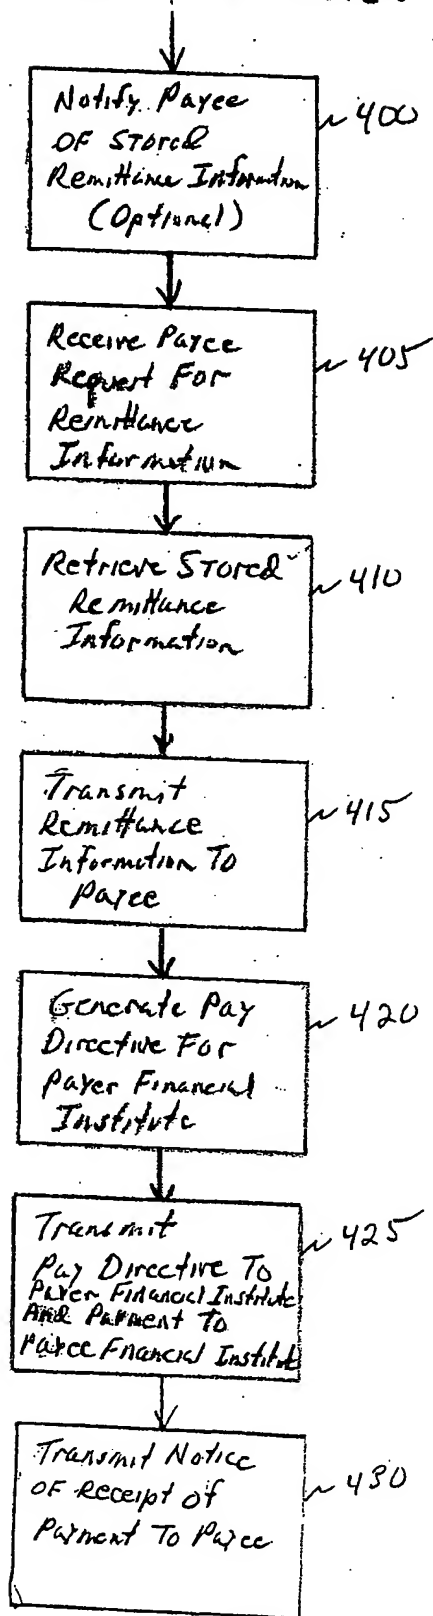 Notify Payee
OF Stored
Remittance Information
(Optional)
400
Receive Payee
Request For
Remittance
Information
405
Retrieve Stored
Remittance
Information
410
Transmit
Remittance
Information To
Payee
415
Generate Pay
Directive For
Payer Financial
Institute
420
Transmit
Pay Directive To
Payer Financial Institute
And Payment To
Payee Financial Institute
425
Transmit Notice
OF Receipt of
Payment To Payee
430